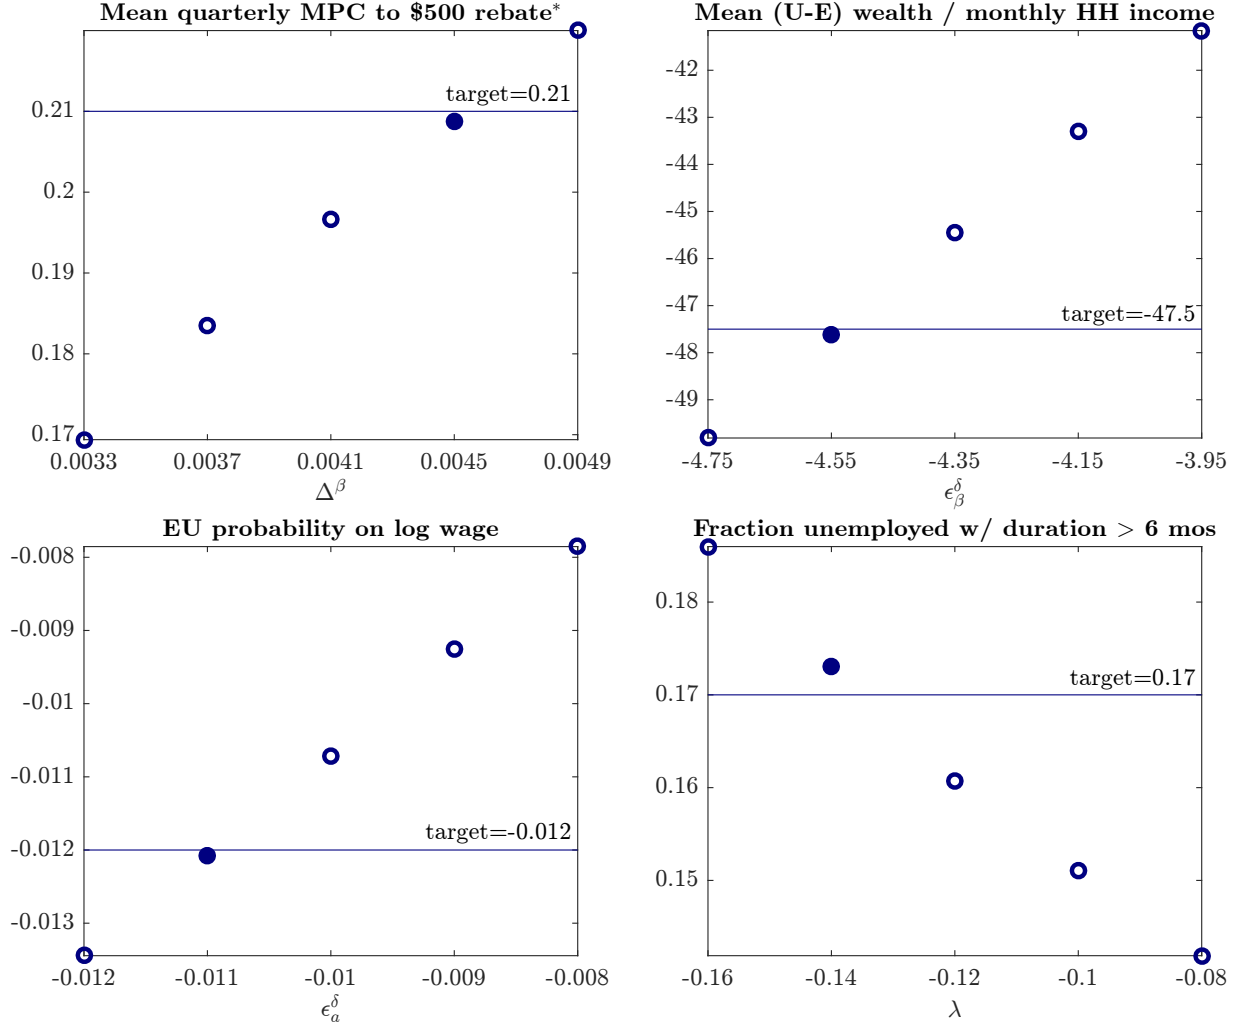 Mean quarterly MPC to $500 rebate*
target=0.21
0.21
0.2
0.19
0.18
0.17
0.0033 0.0037 0.0041 0.0045 0.0049
Δ^β
Mean (U-E) wealth / monthly HH income
-42
-43
-44
-45
-46
-47
target=-47.5
-48
-49
-4.75 -4.55 -4.35 -4.15 -3.95
ϵ_β^δ
EU probability on log wage
-0.008
-0.009
-0.01
-0.011
target=-0.012
-0.012
-0.013
-0.012 -0.011 -0.01 -0.009 -0.008
ϵ_a^δ
Fraction unemployed w/ duration > 6 mos
0.18
target=0.17
0.17
0.16
0.15
-0.16 -0.14 -0.12 -0.1 -0.08
λ